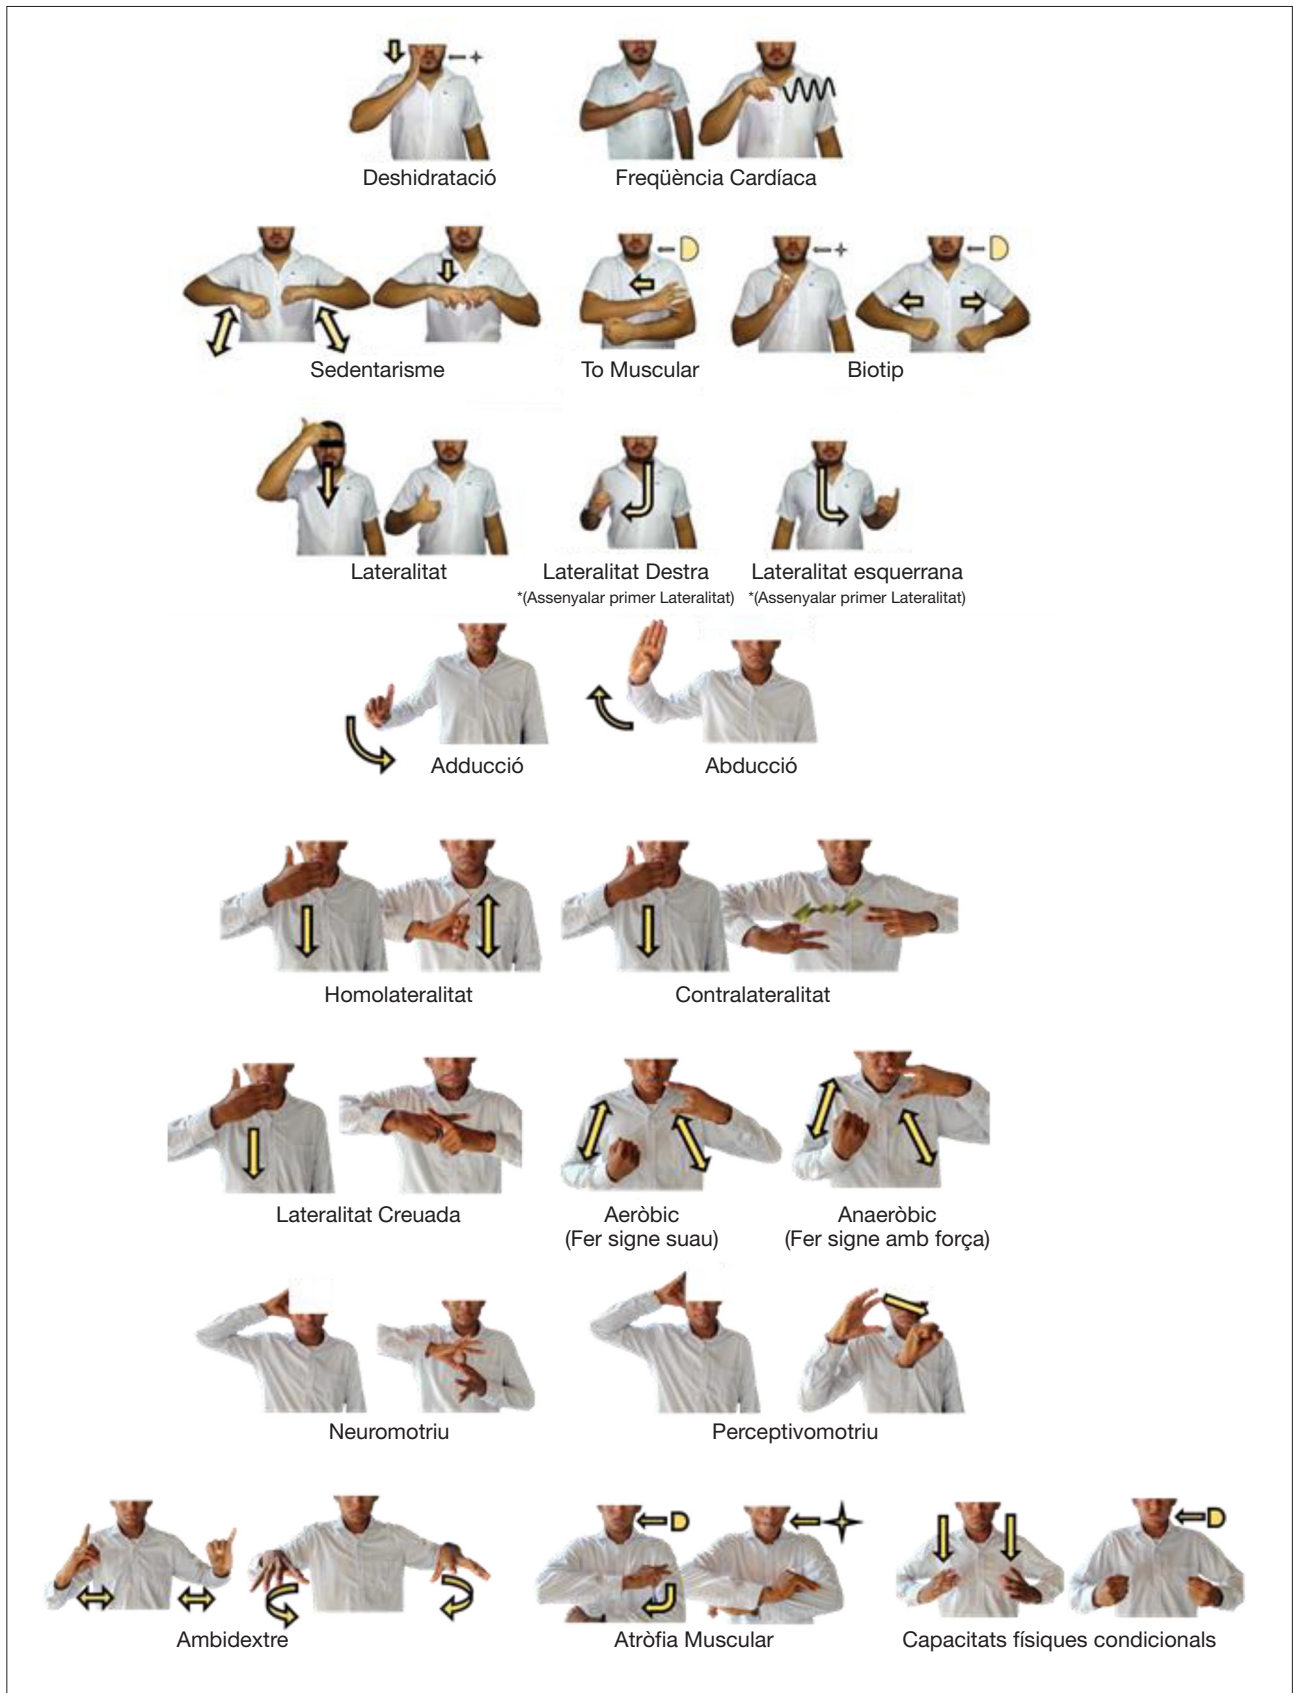 Deshidratació
Freqüència Cardíaca
Sedentarisme
To Muscular
Biotip
Lateralitat
Lateralitat Destra
*(Assenyalar primer Lateralitat)
Lateralitat esquerrana
*(Assenyalar primer Lateralitat)
Adducció
Abducció
Homolateralitat
Contralateralitat
Lateralitat Creuada
Aeròbic
(Fer signe suau)
Anaeròbic
(Fer signe amb força)
Neuromotriu
Perceptivomotriu
Ambidextre
Atròfia Muscular
Capacitats físiques condicionals